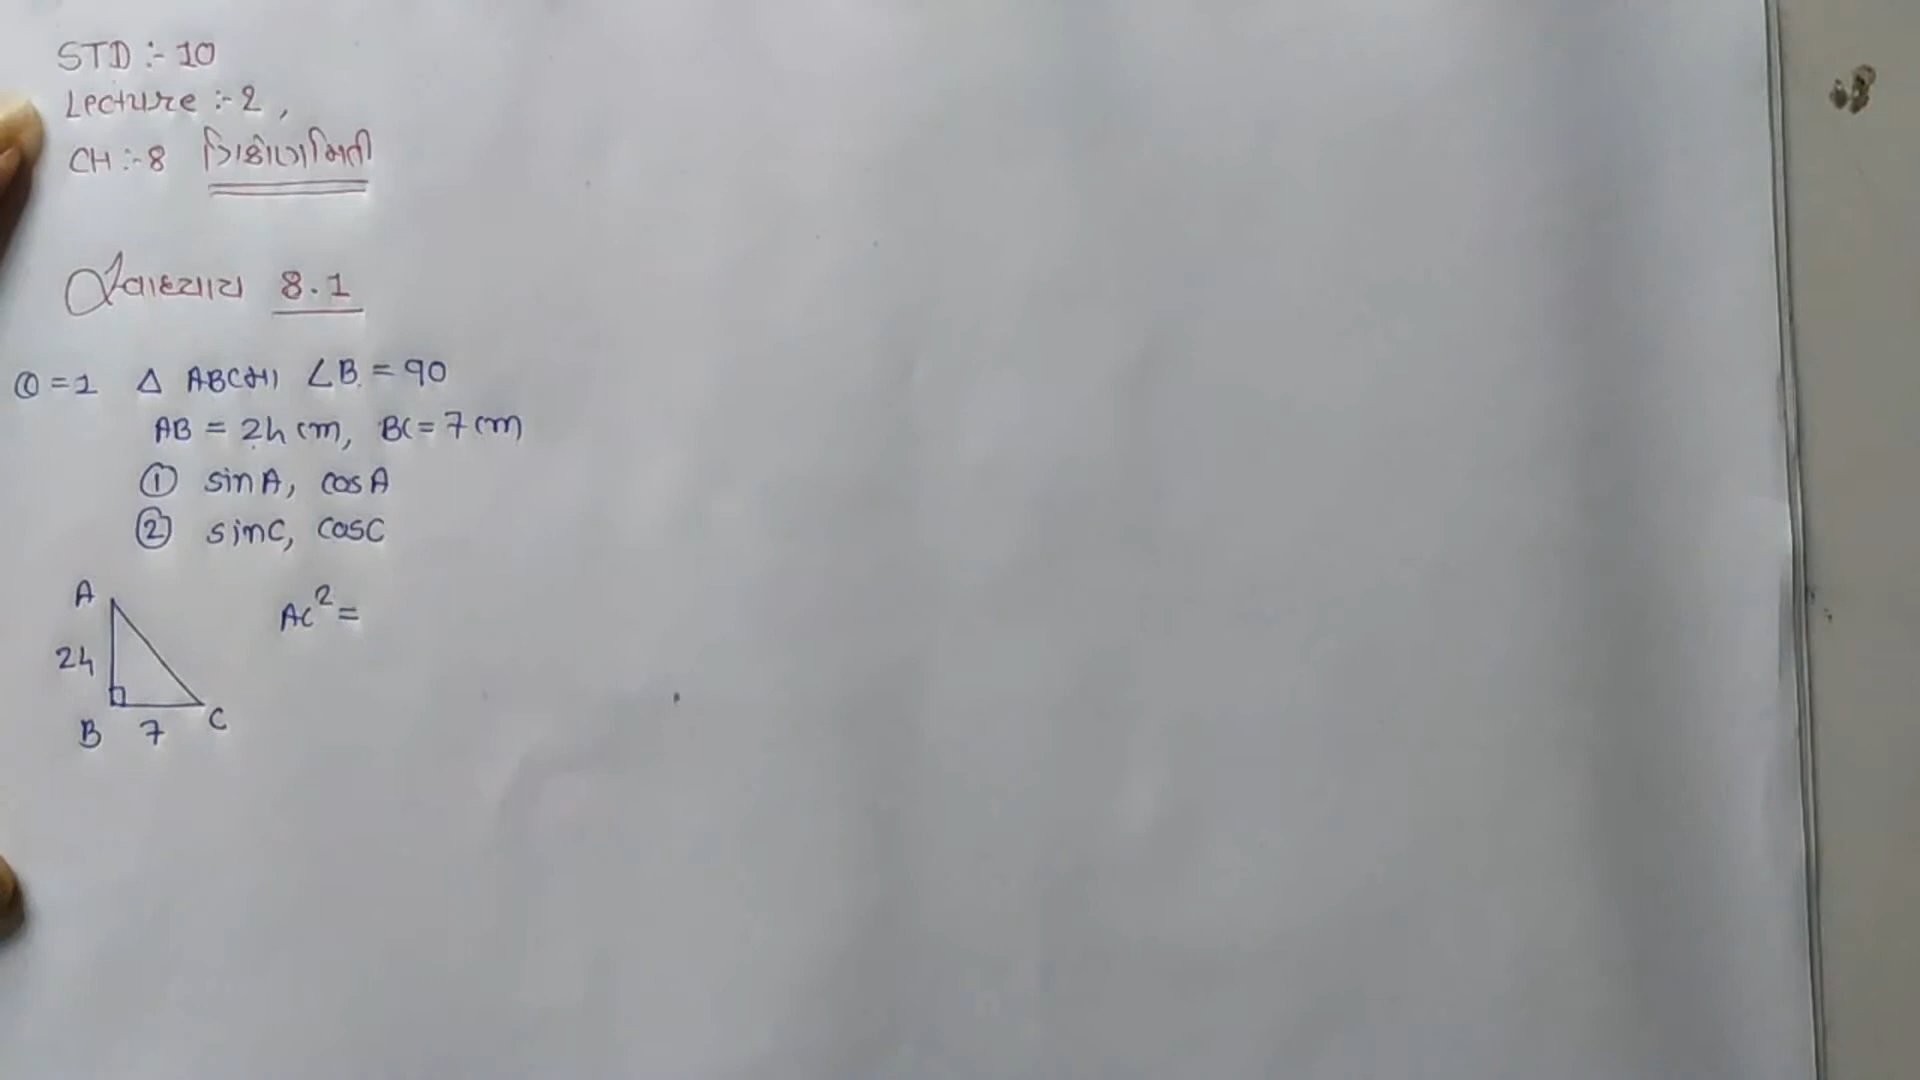 STD :- 10
Lecture :- 2,
CH :- 8 ત્રિકોણમિતી
સ્વાધ્યાય 8.1
Q=1 △ ABCમાં ∠B = 90
AB = 24 cm, BC = 7 cm
① sin A, cos A
② sin C, cos C
A
AC²=
24
B 7 C